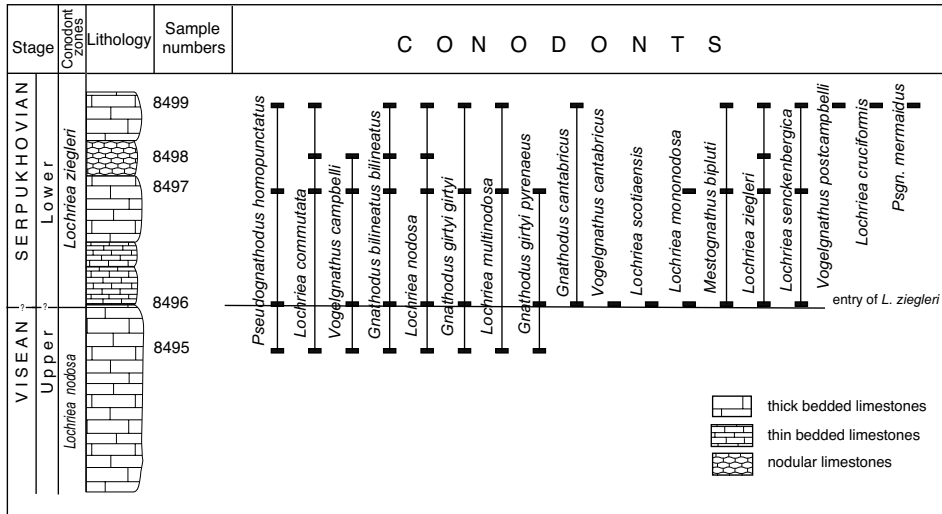 Stage
Conodont zones
Lithology
Sample numbers
C O N O D O N T S
SERPUKHOVIAN
Lower
Lochriea ziegleri
VISEAN
Upper
Lochriea nodosa
? ?
8499
8498
8497
8496
8495
Pseudognathodus homopunctatus
Lochriea commutata
Vogelgnathus campbelli
Gnathodus bilineatus bilineatus
Lochriea nodosa
Gnathodus girtyi girtyi
Lochriea multinodosa
Gnathodus girtyi pyrenaeus
Gnathodus cantabricus
Vogelgnathus cantabricus
Lochriea scotiaensis
Lochriea mononodosa
Mestognathus bipluti
Lochriea ziegleri
Lochriea senckenbergica
Vogelgnathus postcampbelli
Lochriea cruciformis
Psgn. mermaidus
entry of L. ziegleri
thick bedded limestones
thin bedded limestones
nodular limestones